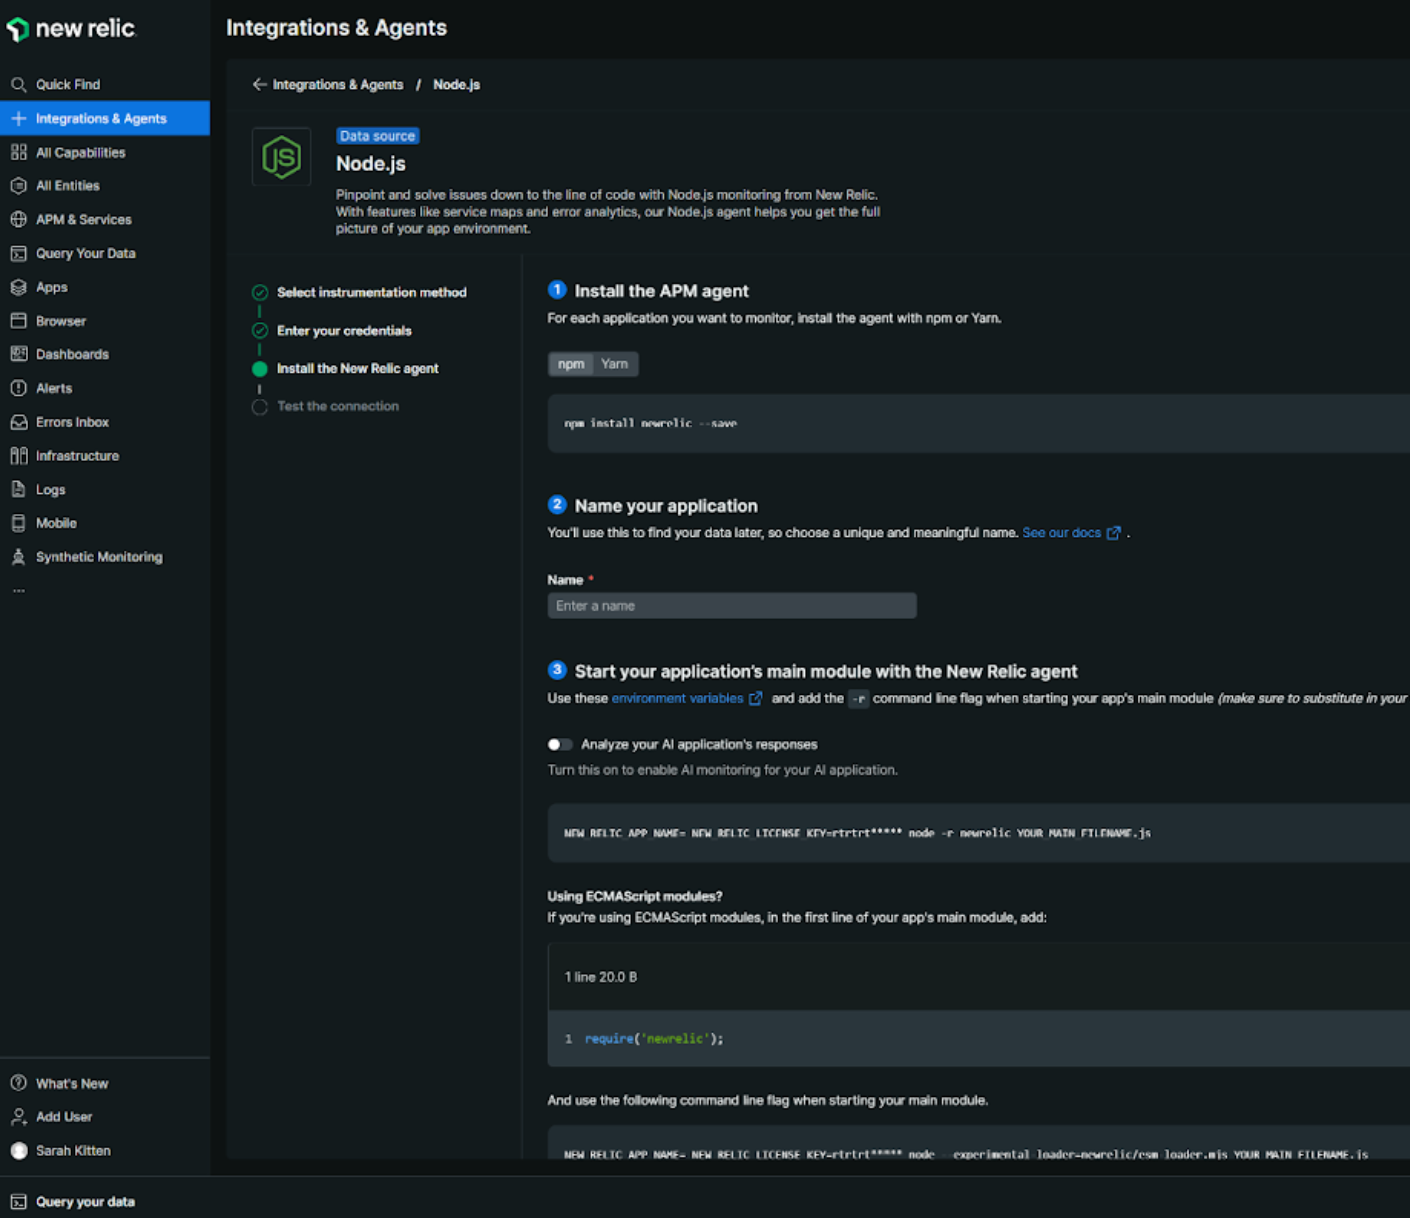 new relic
Quick Find
Integrations & Agents
All Capabilities
All Entities
APM & Services
Query Your Data
Apps
Browser
Dashboards
Alerts
Errors Inbox
Infrastructure
Logs
Mobile
Synthetic Monitoring
...
What's New
Add User
Sarah Kitten
Query your data
Integrations & Agents
Integrations & Agents / Node.js
JS
Data source
Node.js
Pinpoint and solve issues down to the line of code with Node.js monitoring from New Relic.
With features like service maps and error analytics, our Node.js agent helps you get the full
picture of your app environment.
Select instrumentation method
Enter your credentials
Install the New Relic agent
Test the connection
1 Install the APM agent
For each application you want to monitor, install the agent with npm or Yarn.
npm Yarn
npm install newrelic --save
2 Name your application
You'll use this to find your data later, so choose a unique and meaningful name. See our docs .
Name *
Enter a name
3 Start your application's main module with the New Relic agent
Use these environment variables and add the -r command line flag when starting your app's main module (make sure to substitute in your
Analyze your AI application's responses
Turn this on to enable AI monitoring for your AI application.
NEW_RELIC_APP_NAME= NEW_RELIC_LICENSE_KEY=rtrtrt***** node -r newrelic YOUR_MAIN_FILENAME.js
Using ECMAScript modules?
If you're using ECMAScript modules, in the first line of your app's main module, add:
1 line 20.0 B
1 require('newrelic');
And use the following command line flag when starting your main module.
NEW_RELIC_APP_NAME= NEW_RELIC_LICENSE_KEY=rtrtrt***** node --experimental-loader=newrelic/esm-loader.mjs YOUR_MAIN_FILENAME.js